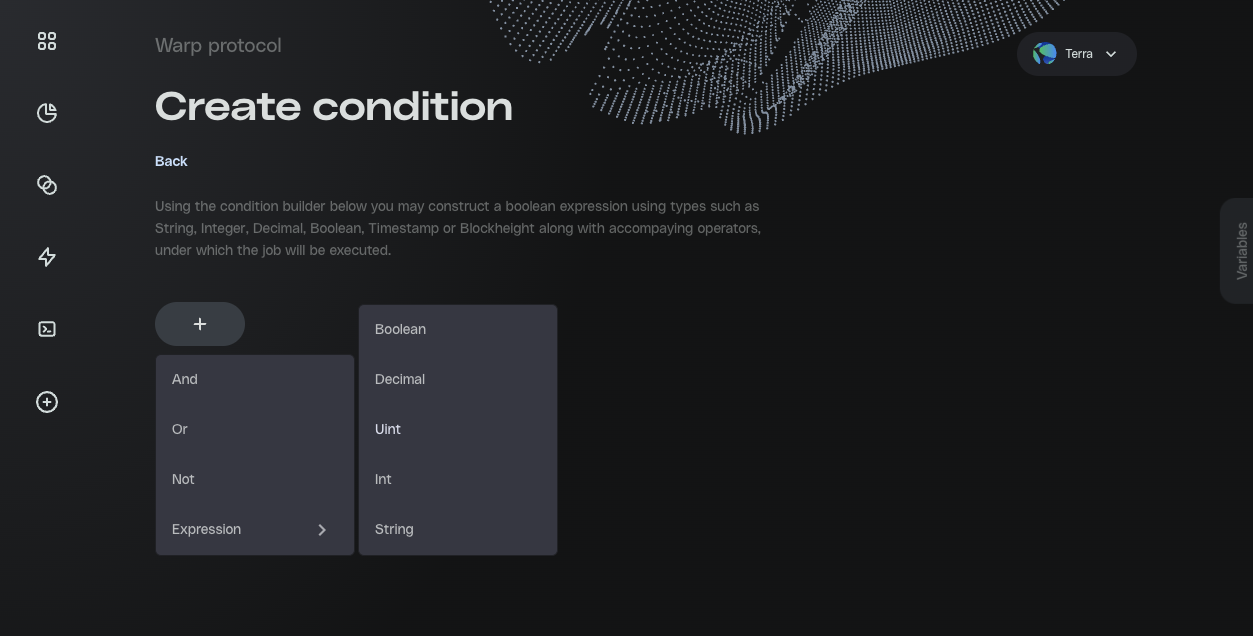 Warp protocol
Terra
Create condition
Back
Using the condition builder below you may construct a boolean expression using types such as
String, Integer, Decimal, Boolean, Timestamp or Blockheight along with accompaying operators,
under which the job will be executed.
Variables
And
Or
Not
Expression
Boolean
Decimal
Uint
Int
String